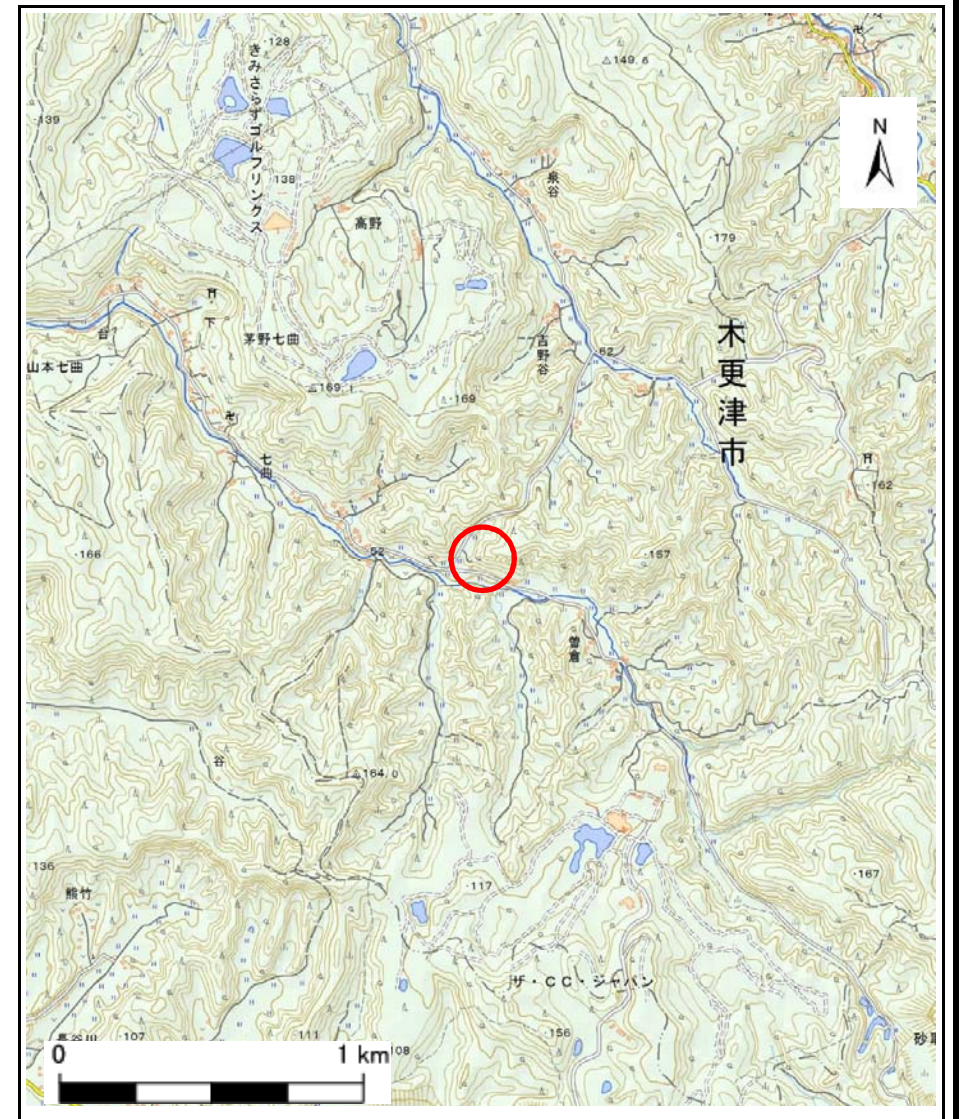 きみさらずゴルフリンクス
·128
△149.6
·139
138
N
泉谷
高野
·179
下
台
茅野七曲
山本七曲
吉野谷
62
木更津市
△169.1
·169
七曲
·162
·166
52
·157
曽倉
谷
△164.0
136
熊竹
·117
·167
ザ・CC・ジャパン
·107
111
108
·156
0
1 km